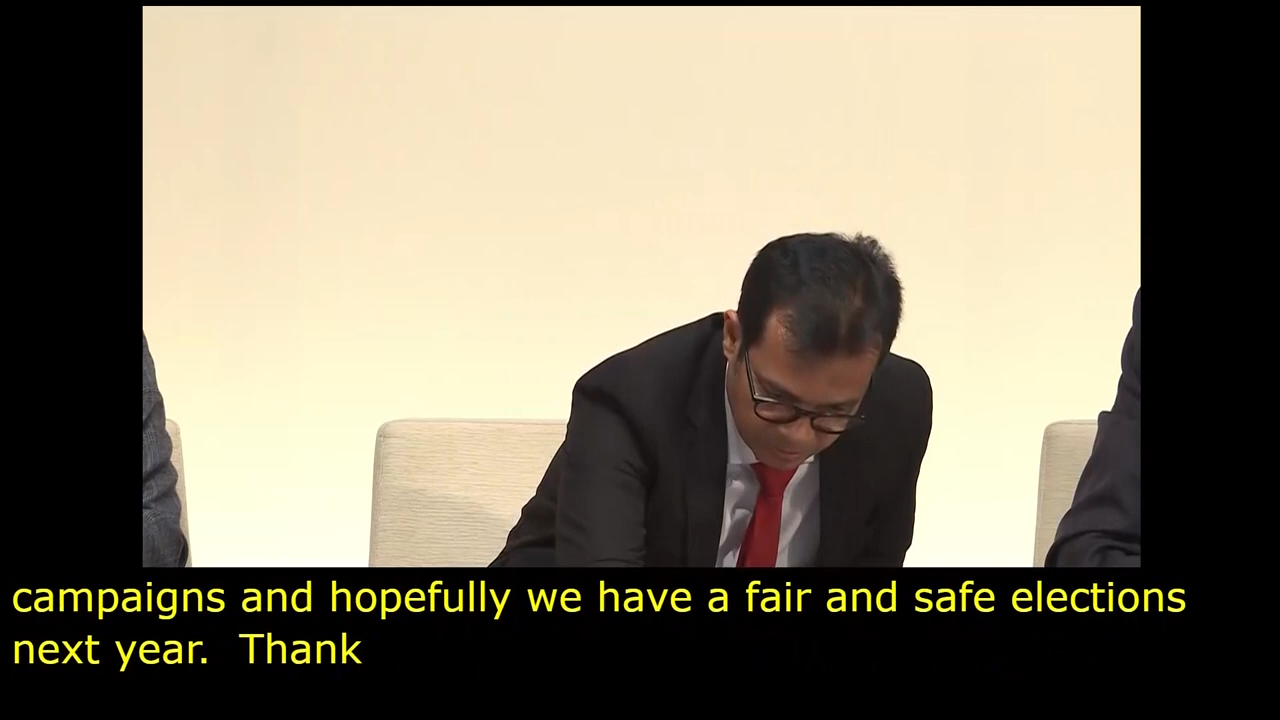 campaigns and hopefully we have a fair and safe elections
next year.  Thank